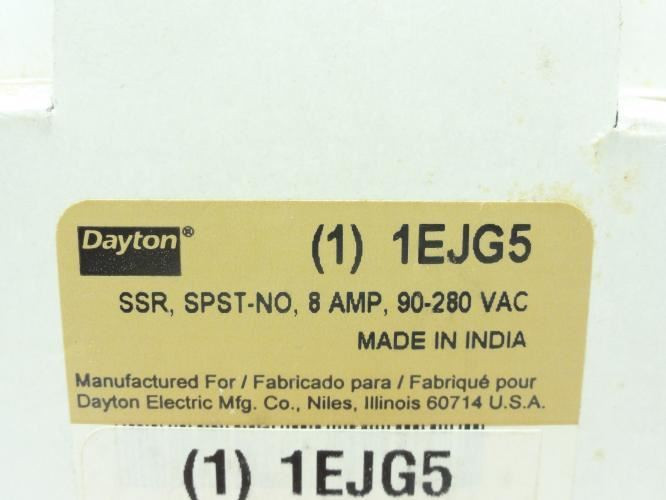 Dayton® (1) 1EJG5
SSR, SPST-NO, 8 AMP, 90-280 VAC
MADE IN INDIA
Manufactured For / Fabricado para / Fabriqué pour
Dayton Electric Mfg. Co., Niles, Illinois 60714 U.S.A.
(1) 1EJG5